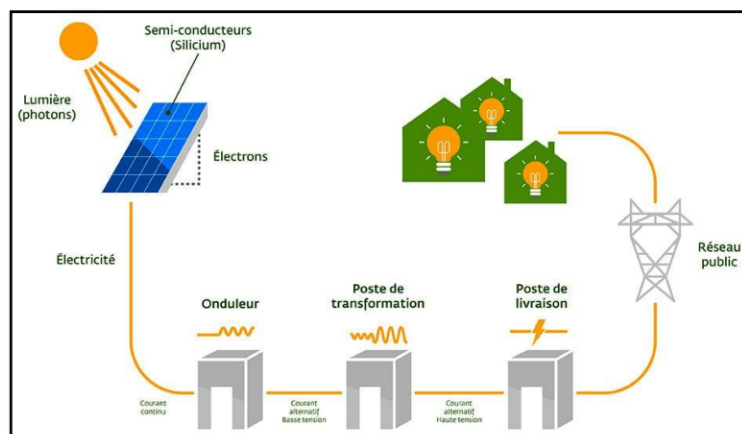 Semi-conducteurs
(Silicium)
Lumière
(photons)
Électrons
Électricité
Onduleur
Poste de
transformation
Poste de
livraison
Réseau
public
Courant
continu
Courant
alternatif
Basse tension
Courant
alternatif
Haute tension